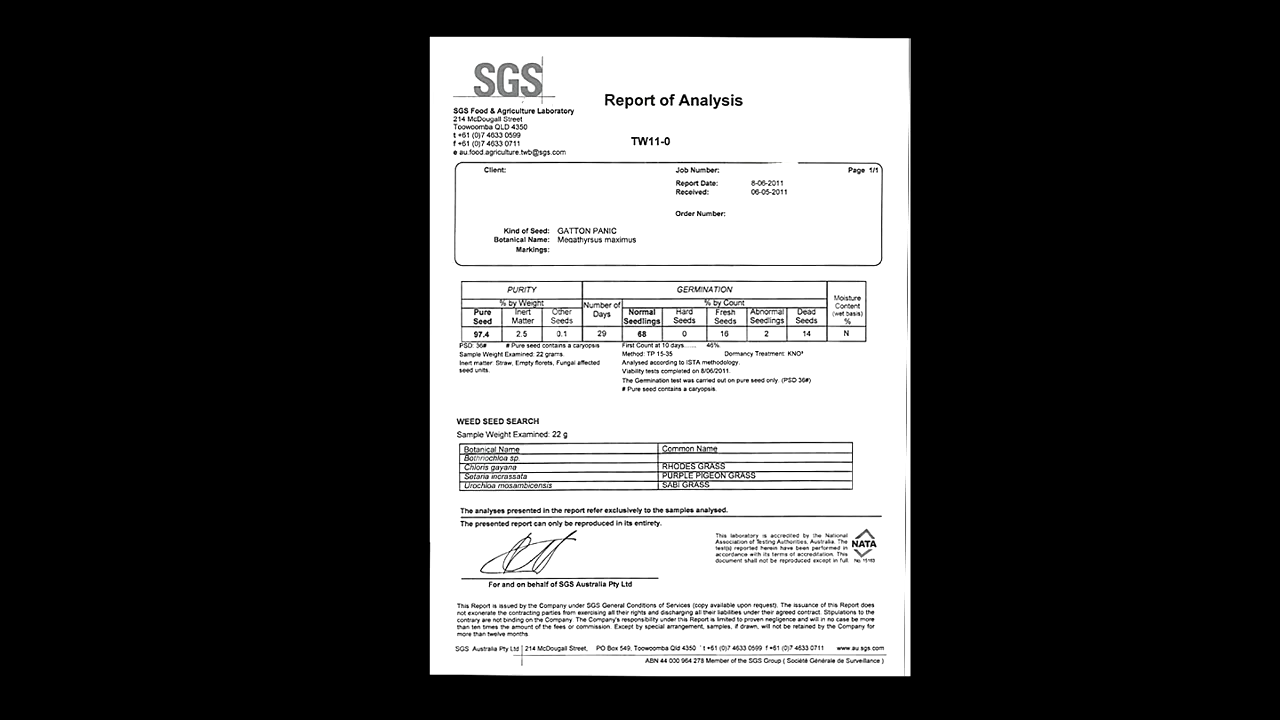 SGS
Report of Analysis
SGS Food & Agriculture Laboratory
214 McDougall Street
Toowoomba QLD 4350
t +61 (0)7 4633 0599
f +61 (0)7 4633 0711
e au.food.agriculture.twb@sgs.com
TW11-0
Client:
Job Number:
Page 1/1
Report Date: 8-06-2011
Received: 06-05-2011
Order Number:
Kind of Seed: GATTON PANIC
Botanical Name: Megathyrsus maximus
Markings:
PURITY GERMINATION Moisture Content (wet basis) %
% by Weight Number of Days % by Count
Pure Seed Inert Matter Other Seeds Normal Seedlings Hard Seeds Fresh Seeds Abnormal Seedlings Dead Seeds
97.4 2.5 0.1 29 68 0 16 2 14 N
PSD: 36# # Pure seed contains a caryopsis
Sample Weight Examined: 22 grams.
Inert matter: Straw, Empty florets, Fungal affected
seed units.
First Count at 10 days...... 46%.
Method: TP 15-35 Dormancy Treatment: KNO³
Analysed according to ISTA methodology.
Viability tests completed on 8/06/2011.
The Germination test was carried out on pure seed only. (PSD 36#)
# Pure seed contains a caryopsis.
WEED SEED SEARCH
Sample Weight Examined: 22 g
Botanical Name Common Name
Bothriochloa sp.
Chloris gayana RHODES GRASS
Setaria incrassata PURPLE PIGEON GRASS
Urochloa mosambicensis SABI GRASS
The analyses presented in the report refer exclusively to the samples analysed.
The presented report can only be reproduced in its entirety.
For and on behalf of SGS Australia Pty Ltd
This laboratory is accredited by the National
Association of Testing Authorities, Australia. The
test(s) reported herein have been performed in
accordance with its terms of accreditation. This
document shall not be reproduced except in full.
NATA
No. 15163
This Report is issued by the Company under SGS General Conditions of Services (copy available upon request). The issuance of this Report does
not exonerate the contracting parties from exercising all their rights and discharging all their liabilities under their agreed contract. Stipulations to the
contrary are not binding on the Company. The Company's responsibility under this Report is limited to proven negligence and will in no case be more
than ten times the amount of the fees or commission. Except by special arrangement, samples, if drawn, will not be retained by the Company for
more than twelve months
SGS Australia Pty Ltd 214 McDougall Street, PO Box 549, Toowoomba Qld 4350 t +61 (0)7 4633 0599 f +61 (0)7 4633 0711 www.au.sgs.com
ABN 44 000 964 278 Member of the SGS Group ( Société Générale de Surveillance )